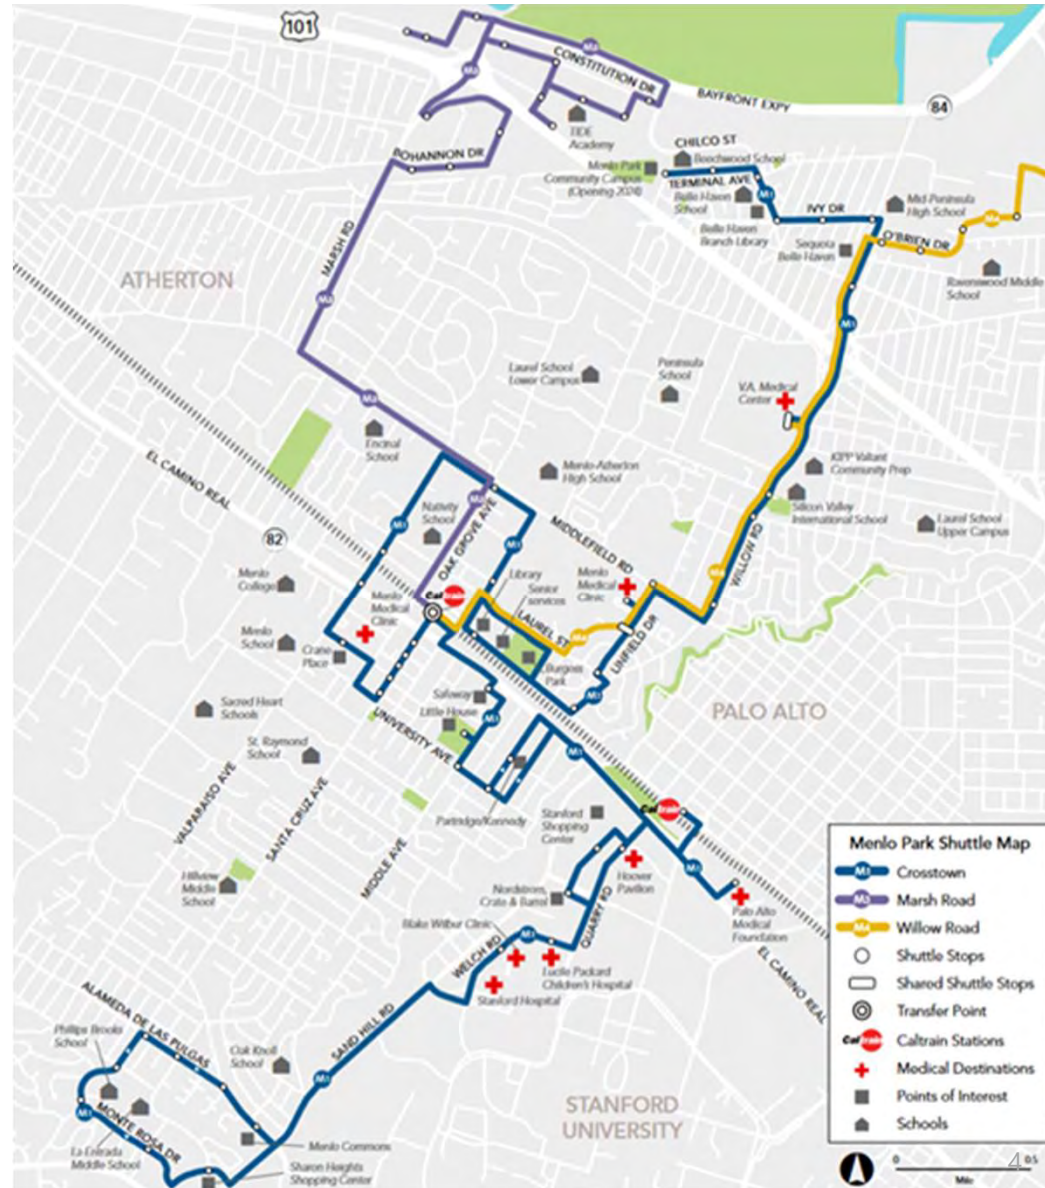 101
CONSTITUTION DR
BAYFRONT EXPY
84
TIDE
Academy
CHILCO ST
Beechwood School
BOHANNON DR
Menlo Park
Community Campus
(Opening 2024)
TERMINAL AVE
Belle Haven
School
IVY DR
Mid-Peninsula
High School
Belle Haven
Branch Library
Sequoia
Belle Haven
O'BRIEN DR
Ravenswood Middle
School
MARSH RD
ATHERTON
Laurel School
Lower Campus
Peninsula
School
V.A. Medical
Center
Encinal
School
EL CAMINO REAL
82
Menlo-Atherton
High School
KIPP Valiant
Community Prep
Silicon Valley
International School
Laurel School
Upper Campus
Nativity
School
OAK GROVE AVE
MIDDLEFIELD RD
WILLOW RD
Menlo
College
Menlo
Medical
Clinic
Caltrain
Library
Senior
services
Menlo
Medical
Clinic
LAUREL ST
LINFIELD DR
Menlo
School
Crane
Place
Burgess
Park
Sacred Heart
Schools
Safeway
Little House
UNIVERSITY AVE
PALO ALTO
St. Raymond
School
VALPARAISO AVE
SANTA CRUZ AVE
MIDDLE AVE
Partridge/Kennedy
Stanford
Shopping
Center
Caltrain
Hillview
Middle
School
Hoover
Pavilion
Nordstrom,
Crate & Barrel
QUARRY RD
Palo Alto
Medical
Foundation
Blake Wilbur Clinic
WELCH RD
Lucile Packard
Children's Hospital
Stanford Hospital
EL CAMINO REAL
SAND HILL RD
ALAMEDA DE LAS PULGAS
Phillips Brooks
School
Oak Knoll
School
MONTE ROSA DR
La Entrada
Middle School
Menlo Commons
Sharon Heights
Shopping Center
STANFORD
UNIVERSITY
Menlo Park Shuttle Map
M1 Crosstown
M3 Marsh Road
M4 Willow Road
Shuttle Stops
Shared Shuttle Stops
Transfer Point
Caltrain Caltrain Stations
Medical Destinations
Points of Interest
Schools
0 0.5
Mile
4